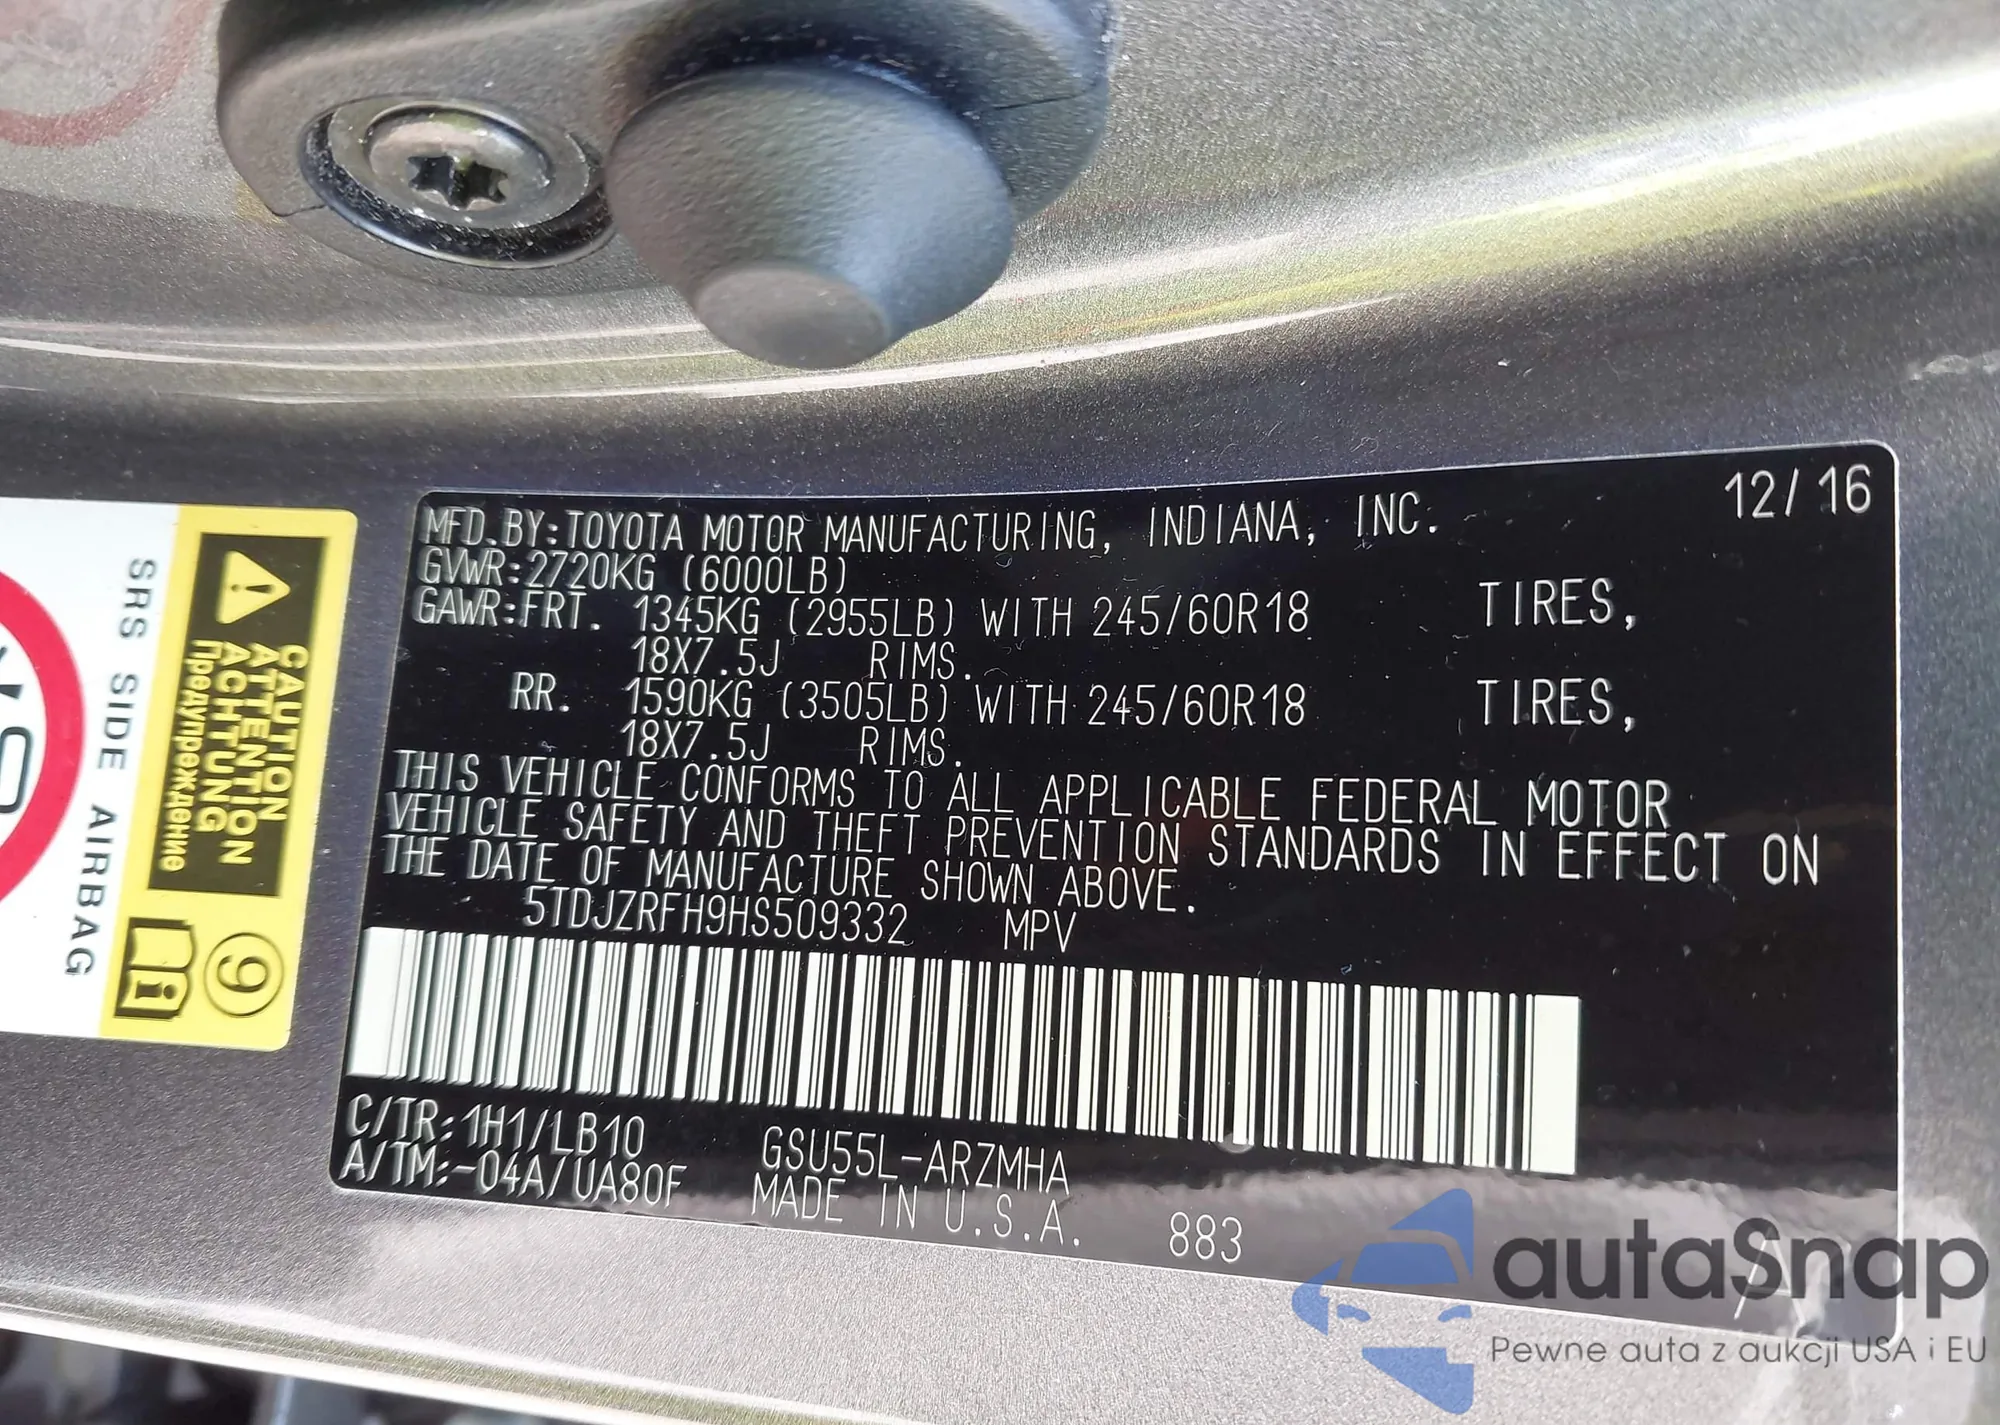 12/16
MFD.BY:TOYOTA MOTOR MANUFACTURING, INDIANA, INC.
GVWR:2720KG (6000LB)
GAWR:FRT. 1345KG (2955LB) WITH 245/60R18 TIRES,
18X7.5J RIMS.
RR. 1590KG (3505LB) WITH 245/60R18 TIRES,
18X7.5J RIMS.
THIS VEHICLE CONFORMS TO ALL APPLICABLE FEDERAL MOTOR
VEHICLE SAFETY AND THEFT PREVENTION STANDARDS IN EFFECT ON
THE DATE OF MANUFACTURE SHOWN ABOVE.
5TDJZRFH9HS509332 MPV
C/TR:1H1/LB10 GSU55L-ARZMHA
A/TM:-04A/UA80F MADE IN U.S.A. 883
CAUTION
ATTENTION
ACHTUNG
Предупреждение
9
i
SRS SIDE AIRBAG
autaSnap
Pewne auta z aukcji USA i EU